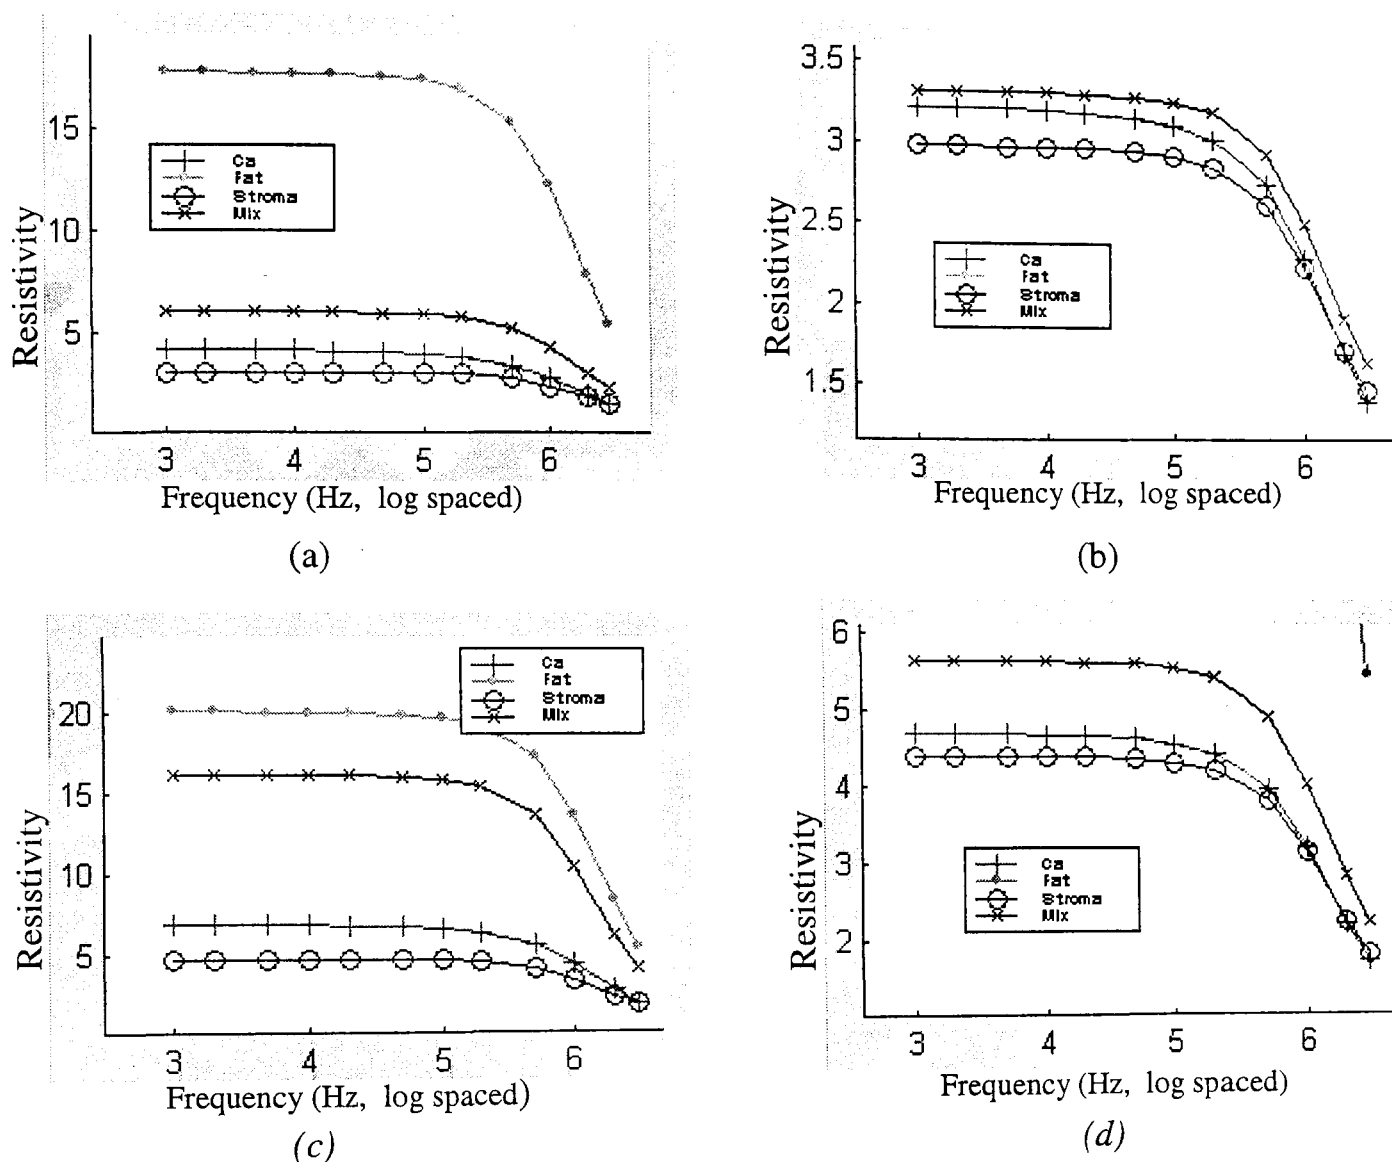 Resistivity
15
10
5
Ca
Fat
Stroma
Mix
3 4 5 6
Frequency (Hz, log spaced)
(a)
Resistivity
3.5
3
2.5
2
1.5
Ca
Fat
Stroma
Mix
3 4 5 6
Frequency (Hz, log spaced)
(b)
Resistivity
20
15
10
5
Ca
Fat
Stroma
Mix
3 4 5 6
Frequency (Hz, log spaced)
(c)
Resistivity
6
5
4
3
2
Ca
Fat
Stroma
Mix
3 4 5 6
Frequency (Hz, log spaced)
(d)